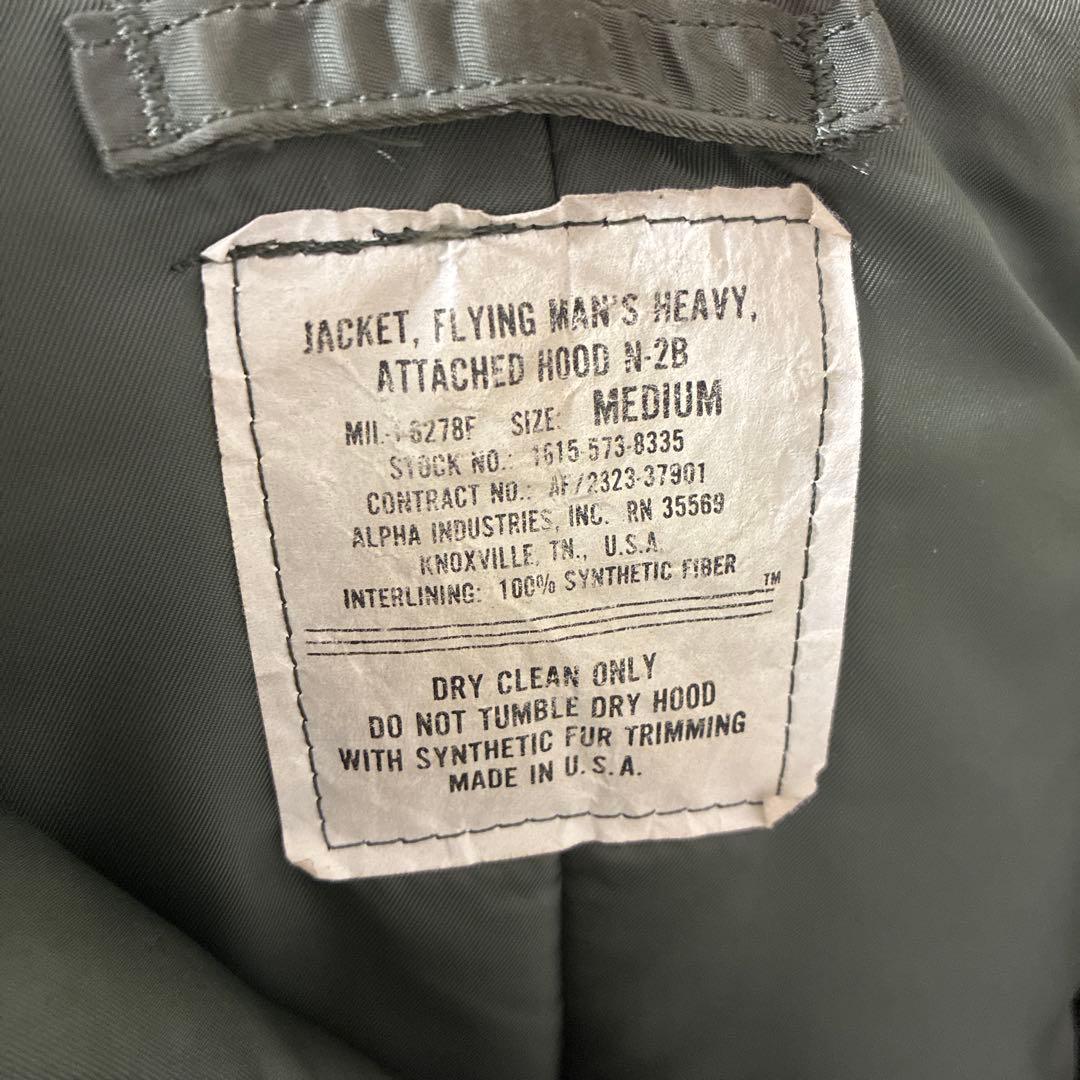 JACKET, FLYING MAN'S HEAVY,
ATTACHED HOOD N-2B
MIL-J-6278F SIZE: MEDIUM
STOCK NO.: 1615-573-8335
CONTRACT NO.: AF/2323-37901
ALPHA INDUSTRIES, INC. RN 35569
KNOXVILLE, TN., U.S.A.
INTERLINING: 100% SYNTHETIC FIBER
TM
DRY CLEAN ONLY
DO NOT TUMBLE DRY HOOD
WITH SYNTHETIC FUR TRIMMING
MADE IN U.S.A.